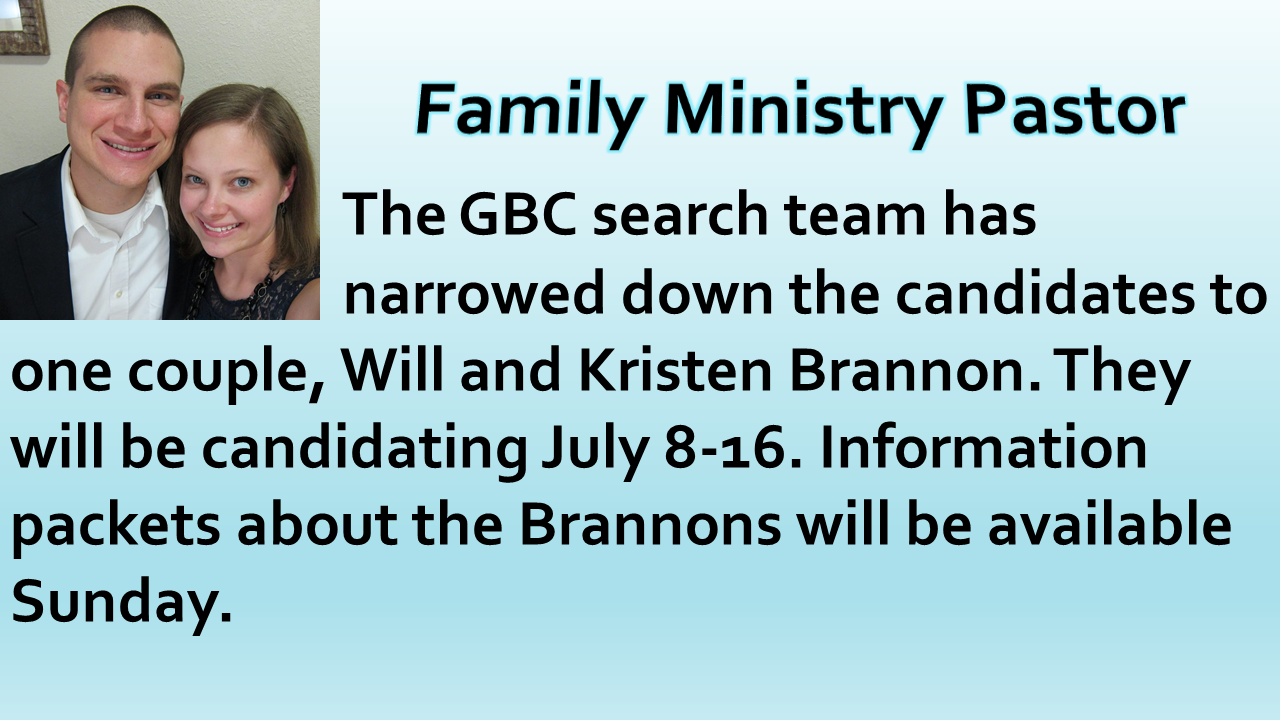 Family Ministry Pastor
The GBC search team has
narrowed down the candidates to
one couple, Will and Kristen Brannon. They
will be candidating July 8-16. Information
packets about the Brannons will be available
Sunday.